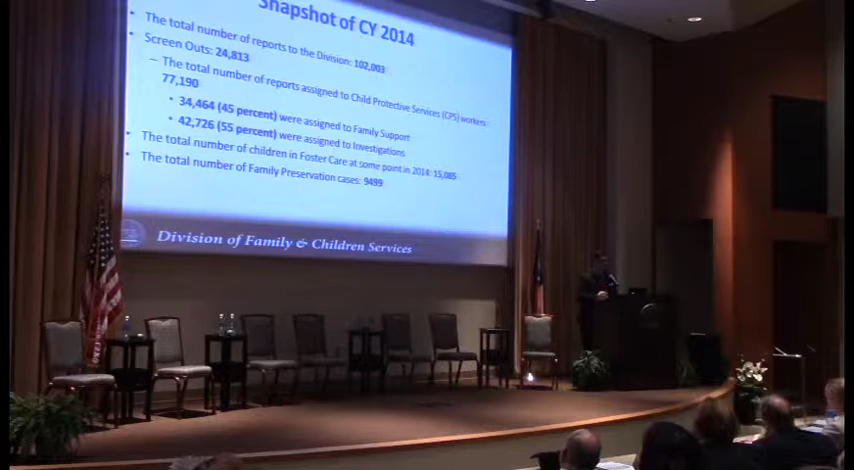 Snapshot of CY 2014
• The total number of reports to the Division: 102,003
• Screen Outs: 24,813
– The total number of reports assigned to Child Protective Services (CPS) workers:
77,190
• 34,464 (45 percent) were assigned to Family Support
• 42,726 (55 percent) were assigned to Investigations
• The total number of children in Foster Care at some point in 2014: 15,085
• The total number of Family Preservation cases: 9499
Division of Family & Children Services